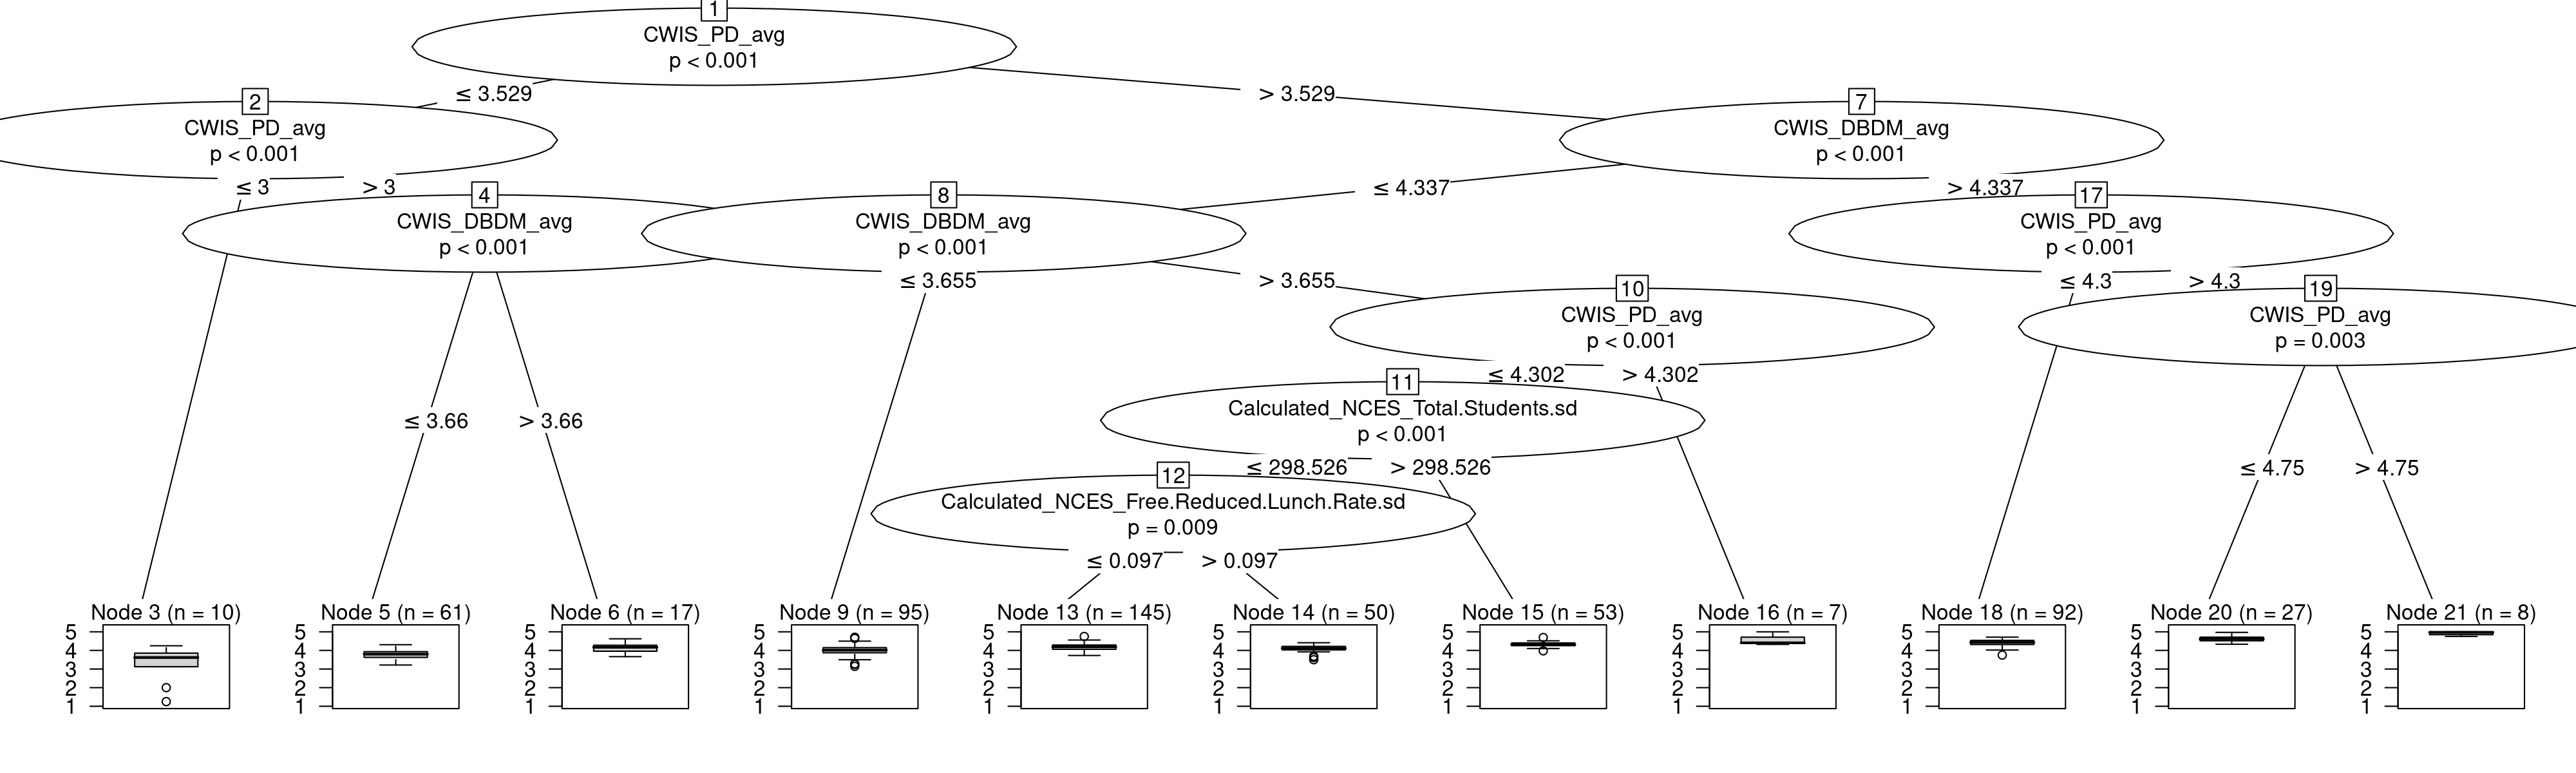 1
CWIS_PD_avg
p < 0.001
≤ 3.529
> 3.529
2
CWIS_PD_avg
p < 0.001
7
CWIS_DBDM_avg
p < 0.001
≤ 3
> 3
≤ 4.337
> 4.337
4
CWIS_DBDM_avg
p < 0.001
8
CWIS_DBDM_avg
p < 0.001
17
CWIS_PD_avg
p < 0.001
≤ 3.655
> 3.655
≤ 4.3
> 4.3
10
CWIS_PD_avg
p < 0.001
19
CWIS_PD_avg
p = 0.003
≤ 4.302
> 4.302
11
Calculated_NCES_Total.Students.sd
p < 0.001
≤ 3.66
> 3.66
≤ 298.526
> 298.526
≤ 4.75
> 4.75
12
Calculated_NCES_Free.Reduced.Lunch.Rate.sd
p = 0.009
≤ 0.097
> 0.097
Node 3 (n = 10)
5
4
3
2
1
Node 5 (n = 61)
5
4
3
2
1
Node 6 (n = 17)
5
4
3
2
1
Node 9 (n = 95)
5
4
3
2
1
Node 13 (n = 145)
5
4
3
2
1
Node 14 (n = 50)
5
4
3
2
1
Node 15 (n = 53)
5
4
3
2
1
Node 16 (n = 7)
5
4
3
2
1
Node 18 (n = 92)
5
4
3
2
1
Node 20 (n = 27)
5
4
3
2
1
Node 21 (n = 8)
5
4
3
2
1